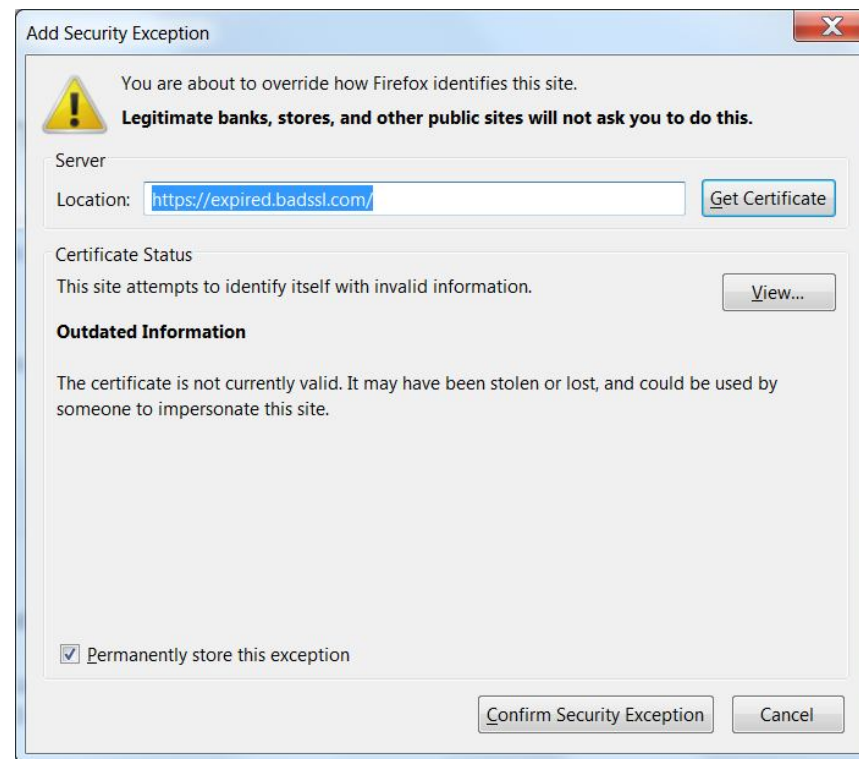 Add Security Exception
You are about to override how Firefox identifies this site.
Legitimate banks, stores, and other public sites will not ask you to do this.
Server
Location: https://expired.badssl.com/ Get Certificate
Certificate Status
This site attempts to identify itself with invalid information. View...
Outdated Information
The certificate is not currently valid. It may have been stolen or lost, and could be used by
someone to impersonate this site.
Permanently store this exception
Confirm Security Exception Cancel